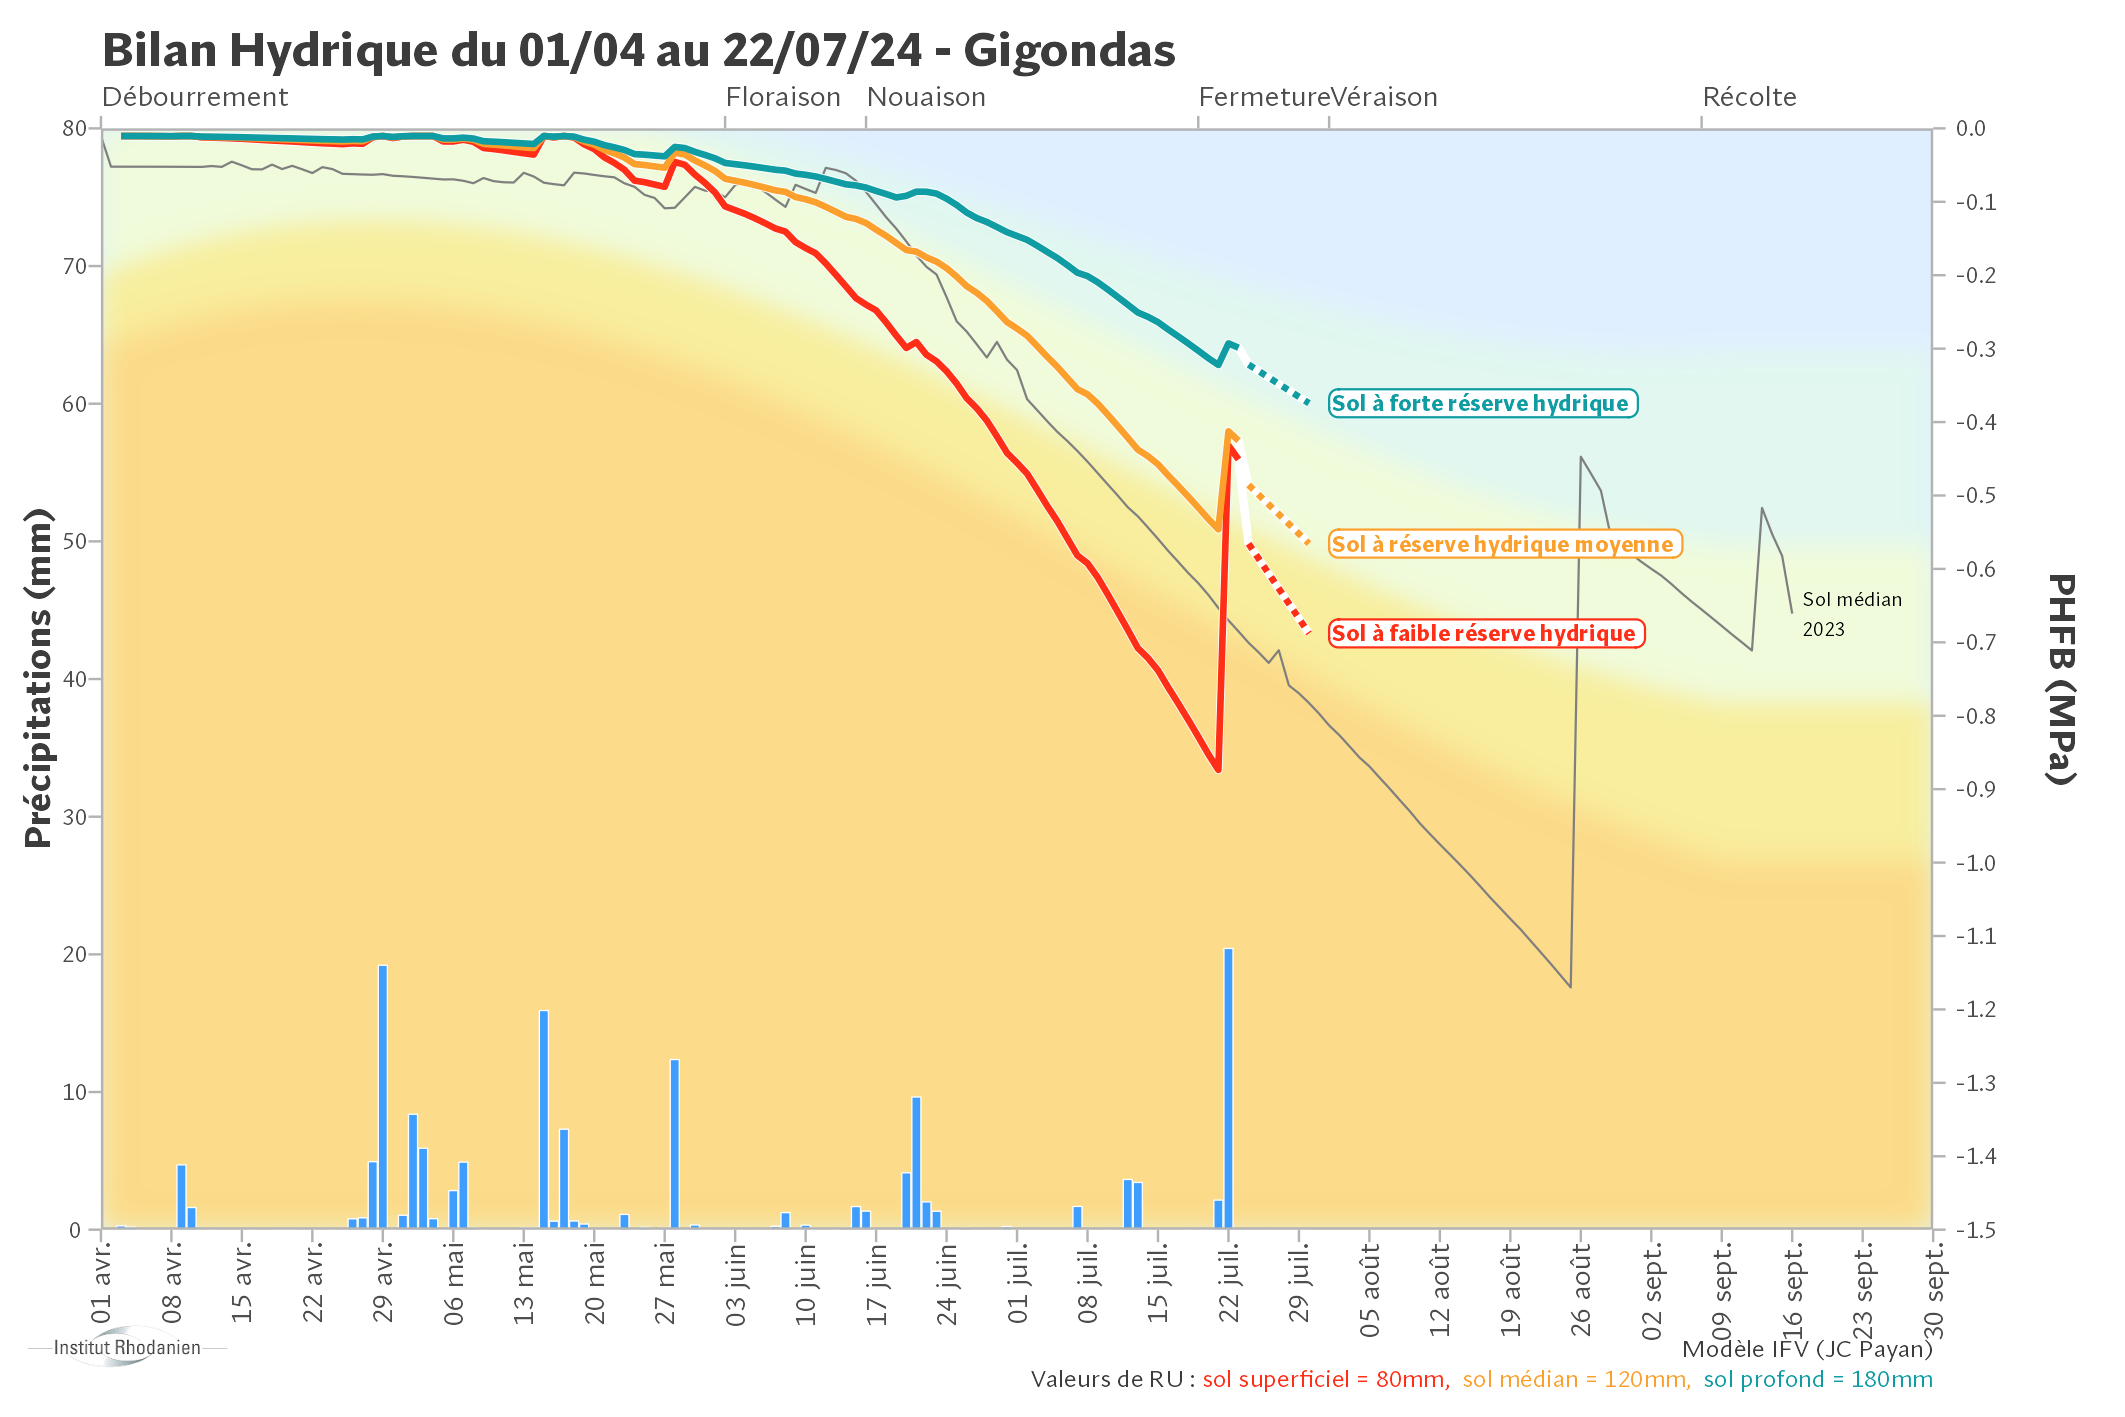 Bilan Hydrique du 01/04 au 22/07/24 - Gigondas
Débourrement
Floraison
Nouaison
Fermeture
Véraison
Récolte
80
70
60
50
40
30
20
10
0
Précipitations (mm)
0.0
-0.1
-0.2
-0.3
-0.4
-0.5
-0.6
-0.7
-0.8
-0.9
-1.0
-1.1
-1.2
-1.3
-1.4
-1.5
PHFB (MPa)
Sol à forte réserve hydrique
Sol à réserve hydrique moyenne
Sol à faible réserve hydrique
Sol médian
2023
01 avr.
08 avr.
15 avr.
22 avr.
29 avr.
06 mai
13 mai
20 mai
27 mai
03 juin
10 juin
17 juin
24 juin
01 juil.
08 juil.
15 juil.
22 juil.
29 juil.
05 août
12 août
19 août
26 août
02 sept.
09 sept.
16 sept.
23 sept.
30 sept.
Institut Rhodanien
Modèle IFV (JC Payan)
Valeurs de RU : sol superficiel = 80mm, sol médian = 120mm, sol profond = 180mm